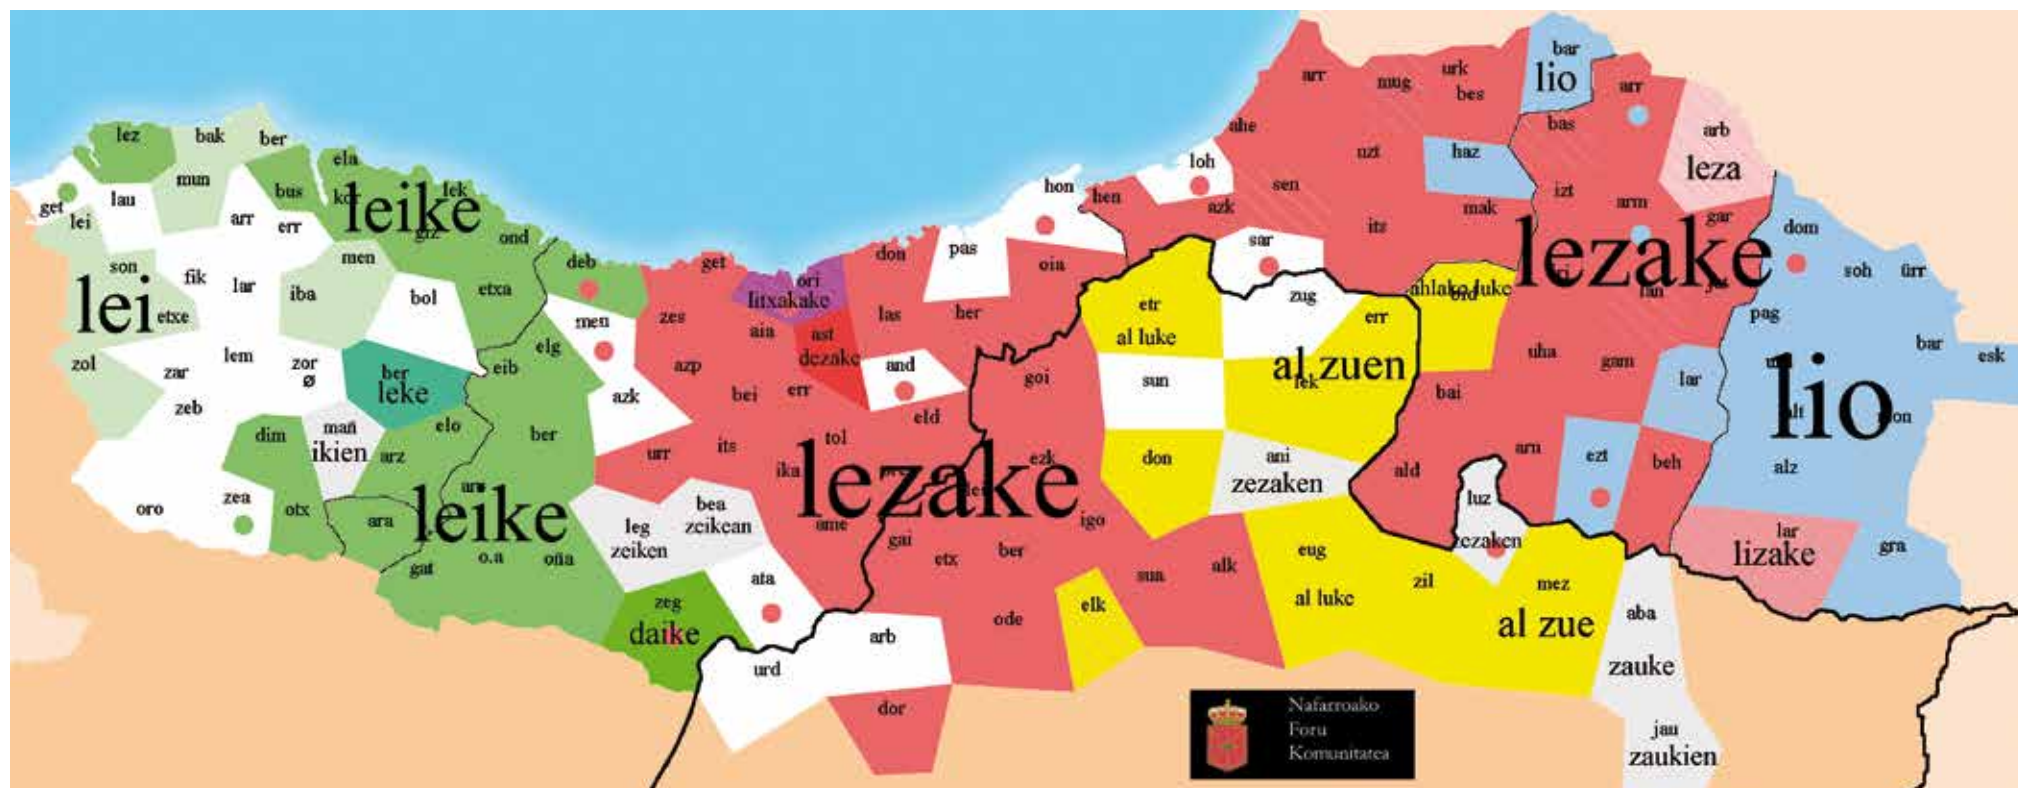 bar
lio
arr
mug
urk
bes
arr
lez
bak
ber
ahe
bas
arb
leza
ela
mun
loh
uzt
haz
bus
lek
leike
lau
get
lei
arr
err
hon
hen
sen
azk
izt
arm
mak
gar
its
dom
ond
men
son
deb
get
don
pas
sar
oia
lezake
soh
ürr
fik
lar
iba
bol
etxa
ori
litxakake
zug
ahlako luke
lei
etxe
men
zes
aia
las
her
etr
al luke
err
pag
bar
esk
ast
dezake
elg
lem
zor
ø
zol
zar
eib
azp
and
goi
sun
al zuen
uha
gam
lar
lio
ber
leke
bei
err
azk
bai
zeb
eld
dim
mañ
ikien
elo
ber
tol
its
urr
arz
ika
lezake
ezk
don
ani
zezaken
ald
arn
ezt
beh
alz
luz
oro
zea
otx
ara
leike
leg
zeiken
bea
zeikean
ame
igo
gai
etx
ber
eug
lar
lizake
gra
gat
o.a
oña
ata
sua
alk
zil
mez
al luke
al zue
zeg
daike
arb
ode
elk
aba
zauke
urd
dor
jau
zaukien
Nafarroako
Foru
Komunitatea